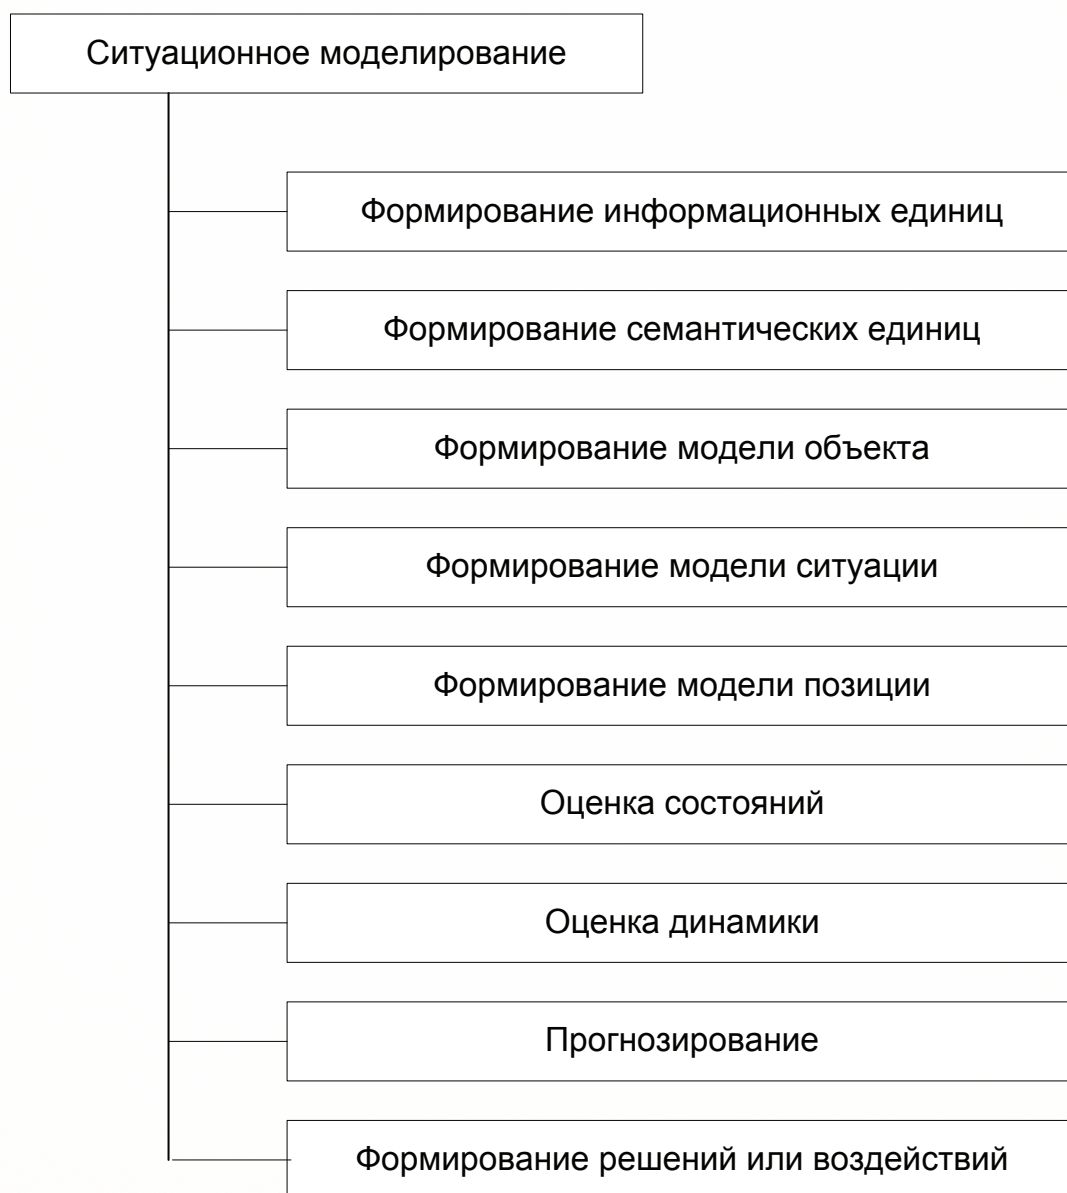 Ситуационное моделирование
Формирование информационных единиц
Формирование семантических единиц
Формирование модели объекта
Формирование модели ситуации
Формирование модели позиции
Оценка состояний
Оценка динамики
Прогнозирование
Формирование решений или воздействий